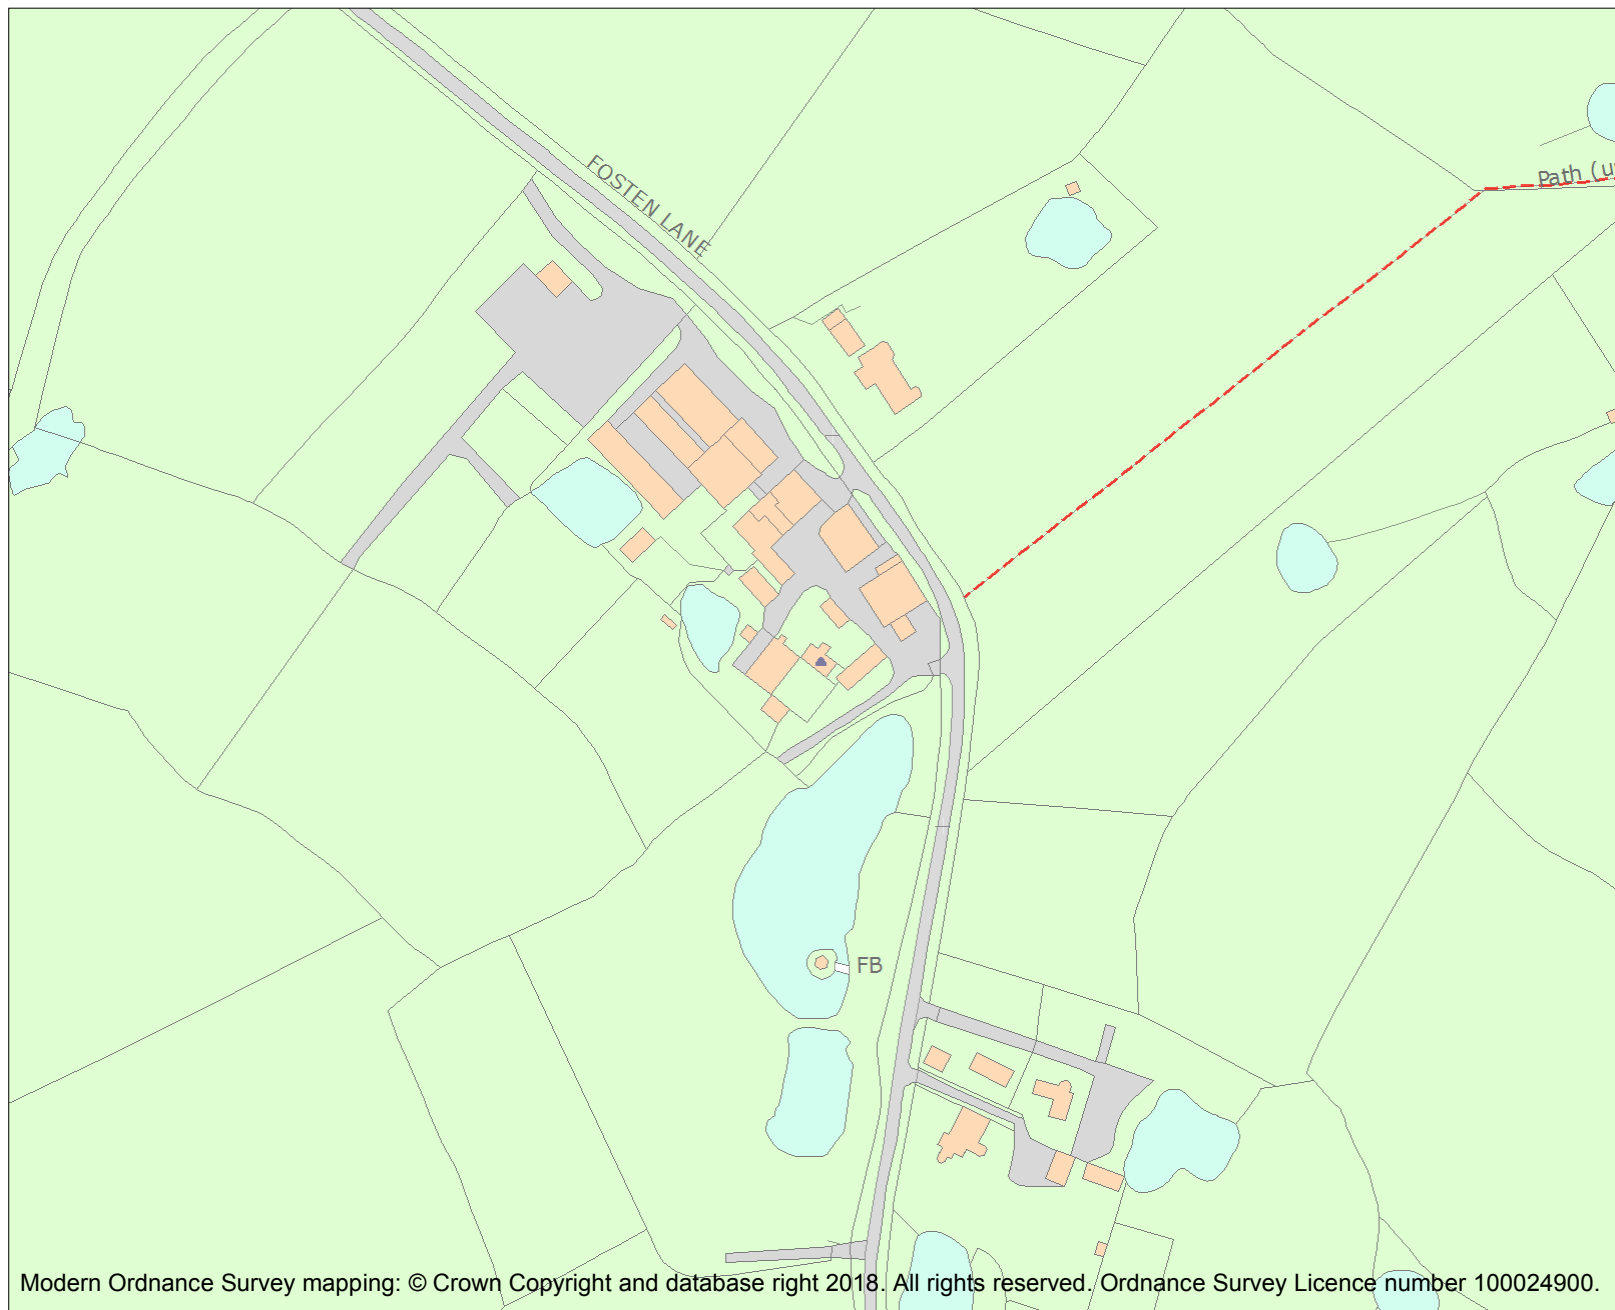 FOSTEN LANE
Path (u
FB
Modern Ordnance Survey mapping: © Crown Copyright and database right 2018. All rights reserved. Ordnance Survey Licence number 100024900.